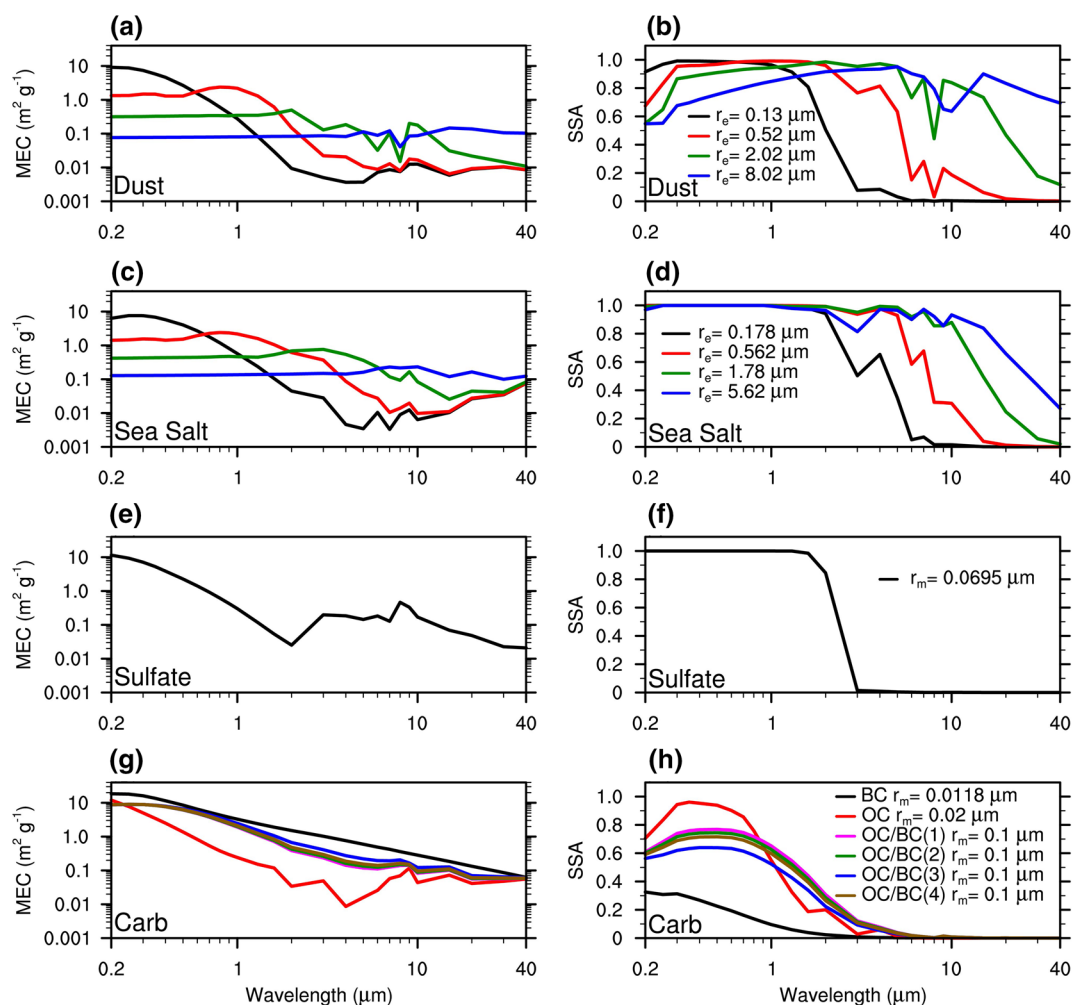 (a)
MEC (m² g⁻¹)
10
1.0
0.1
0.01
0.001
Dust
0.2
1
10
40
(b)
SSA
1.0
0.8
0.6
0.4
0.2
0
rₑ= 0.13 µm
rₑ= 0.52 µm
rₑ= 2.02 µm
rₑ= 8.02 µm
Dust
0.2
1
10
40
(c)
MEC (m² g⁻¹)
10
1.0
0.1
0.01
0.001
Sea Salt
0.2
1
10
40
(d)
SSA
1.0
0.8
0.6
0.4
0.2
0
rₑ= 0.178 µm
rₑ= 0.562 µm
rₑ= 1.78 µm
rₑ= 5.62 µm
Sea Salt
0.2
1
10
40
(e)
MEC (m² g⁻¹)
10
1.0
0.1
0.01
0.001
Sulfate
0.2
1
10
40
(f)
SSA
1.0
0.8
0.6
0.4
0.2
0
rₘ= 0.0695 µm
Sulfate
0.2
1
10
40
(g)
MEC (m² g⁻¹)
10
1.0
0.1
0.01
0.001
Carb
0.2
1
10
40
Wavelength (µm)
(h)
SSA
1.0
0.8
0.6
0.4
0.2
0
BC rₘ= 0.0118 µm
OC rₘ= 0.02 µm
OC/BC(1) rₘ= 0.1 µm
OC/BC(2) rₘ= 0.1 µm
OC/BC(3) rₘ= 0.1 µm
OC/BC(4) rₘ= 0.1 µm
Carb
0.2
1
10
40
Wavelength (µm)